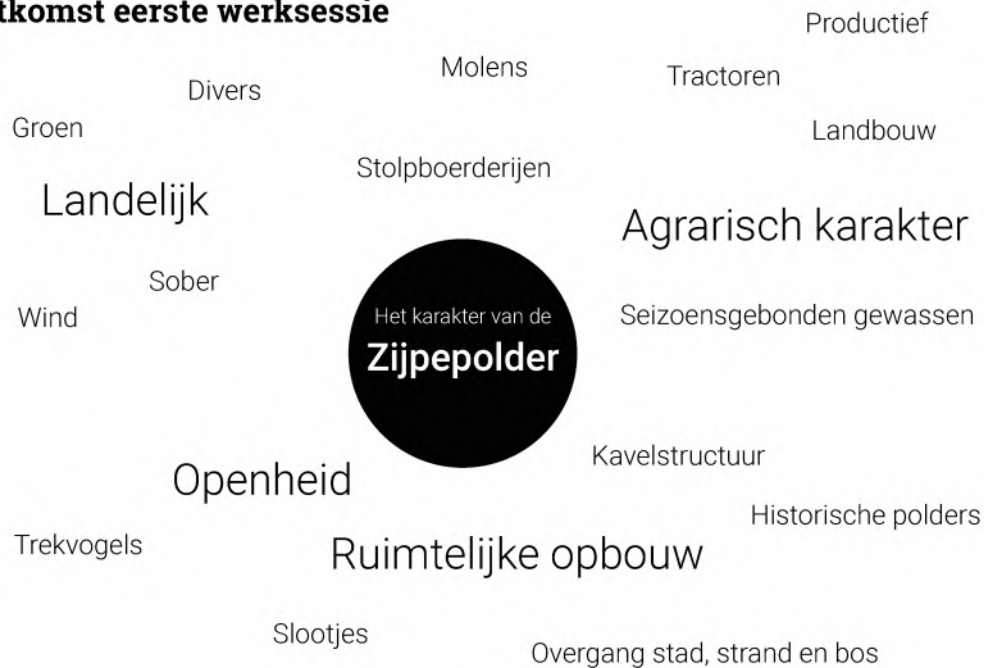 tkomst eerste werksessie
Productief
Molens
Tractoren
Divers
Groen
Landbouw
Stolpboerderijen
Landelijk
Agrarisch karakter
Sober
Wind
Het karakter van de
Zijpepolder
Seizoensgebonden gewassen
Kavelstructuur
Openheid
Historische polders
Trekvogels
Ruimtelijke opbouw
Slootjes
Overgang stad, strand en bos